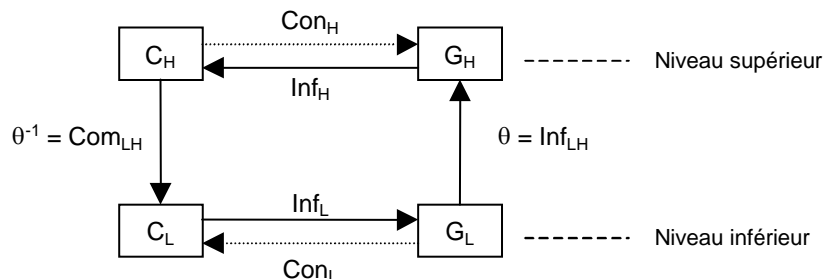 Con_H
C_H G_H Niveau supérieur
Inf_H
θ⁻¹ = Com_LH θ = Inf_LH
Inf_L
C_L G_L Niveau inférieur
Con_L